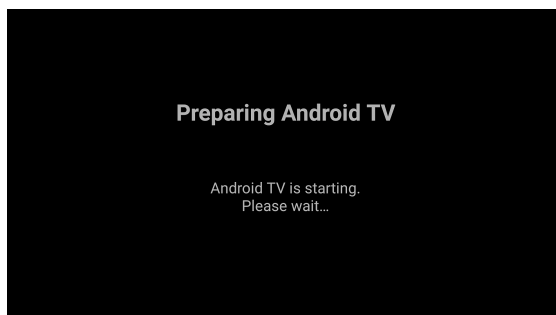 Preparing Android TV
Android TV is starting.
Please wait...